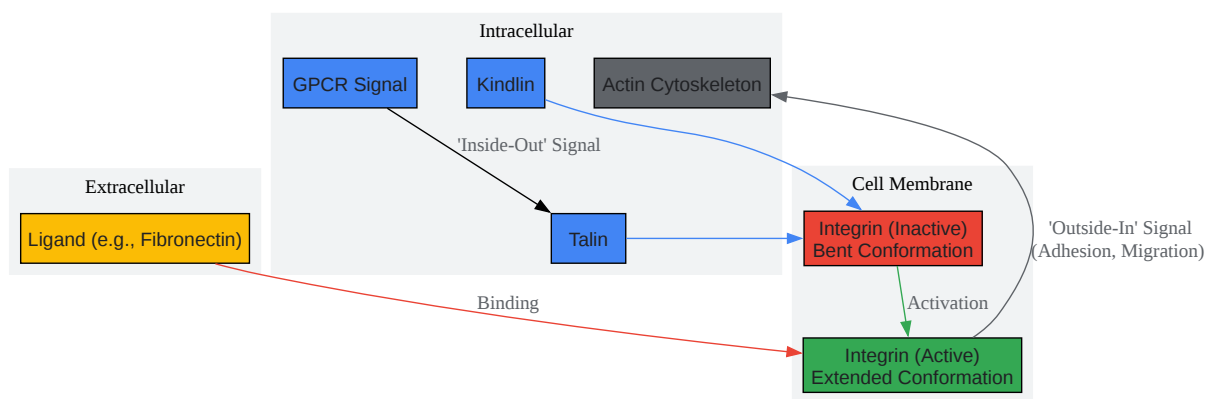 Intracellular
GPCR Signal
Kindlin
Actin Cytoskeleton
'Inside-Out' Signal
Extracellular
Ligand (e.g., Fibronectin)
Talin
Cell Membrane
Integrin (Inactive)
Bent Conformation
'Outside-In' Signal
(Adhesion, Migration)
Binding
Activation
Integrin (Active)
Extended Conformation